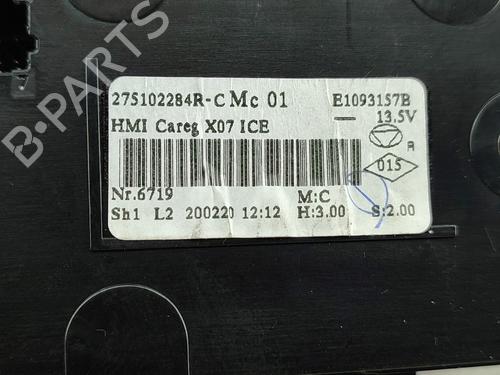 275102284R-C Mc 01 E1093157B
13.5V
HMI Careg X07 ICE
R
015
Nr.6719 M:C
Sh1 L2 200220 12:12 H:3.00 S:2.00